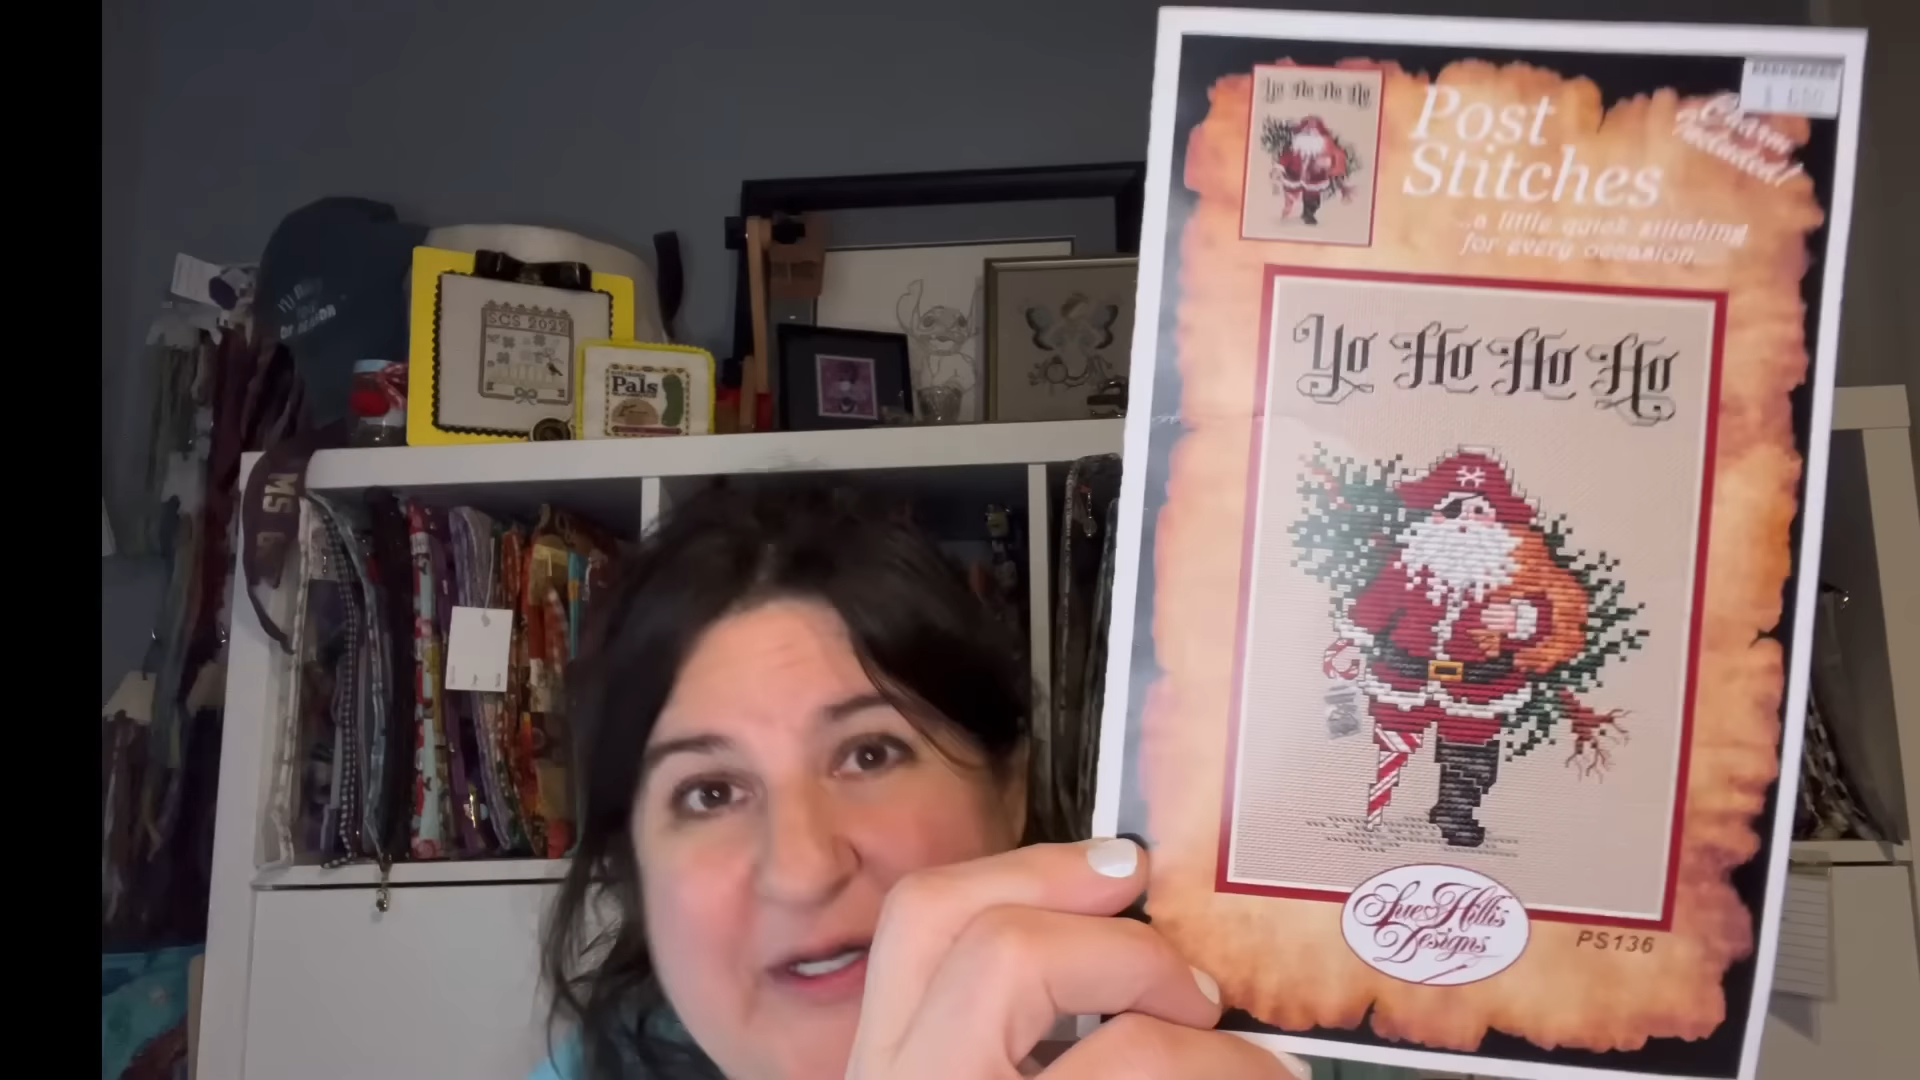 Post
Stitches
...a little quick stitching
for every occasion...
Charm
Included!
Yo Ho Ho Ho
Yo Ho Ho Ho
Sue Hillis
Designs
PS136
SCS 2022
Pals
MS